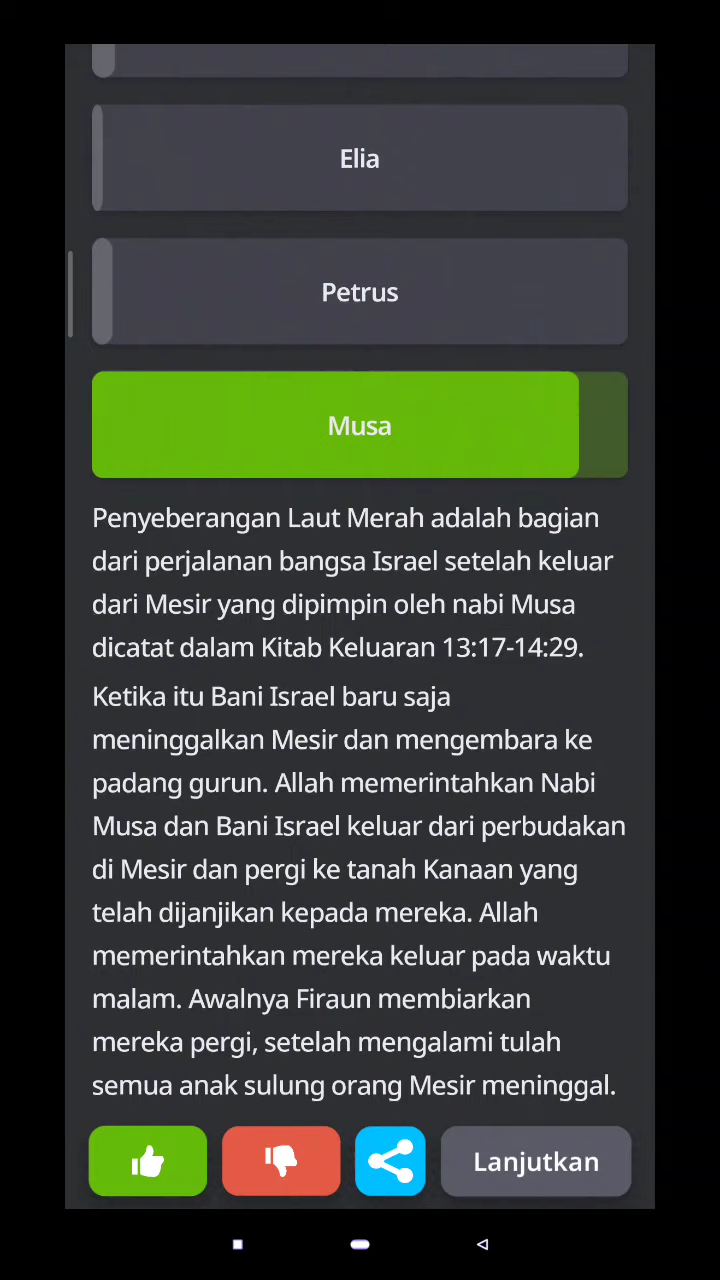 Elia
Petrus
Musa
Penyeberangan Laut Merah adalah bagian
dari perjalanan bangsa Israel setelah keluar
dari Mesir yang dipimpin oleh nabi Musa
dicatat dalam Kitab Keluaran 13:17-14:29.
Ketika itu Bani Israel baru saja
meninggalkan Mesir dan mengembara ke
padang gurun. Allah memerintahkan Nabi
Musa dan Bani Israel keluar dari perbudakan
di Mesir dan pergi ke tanah Kanaan yang
telah dijanjikan kepada mereka. Allah
memerintahkan mereka keluar pada waktu
malam. Awalnya Firaun membiarkan
mereka pergi, setelah mengalami tulah
semua anak sulung orang Mesir meninggal.
Lanjutkan